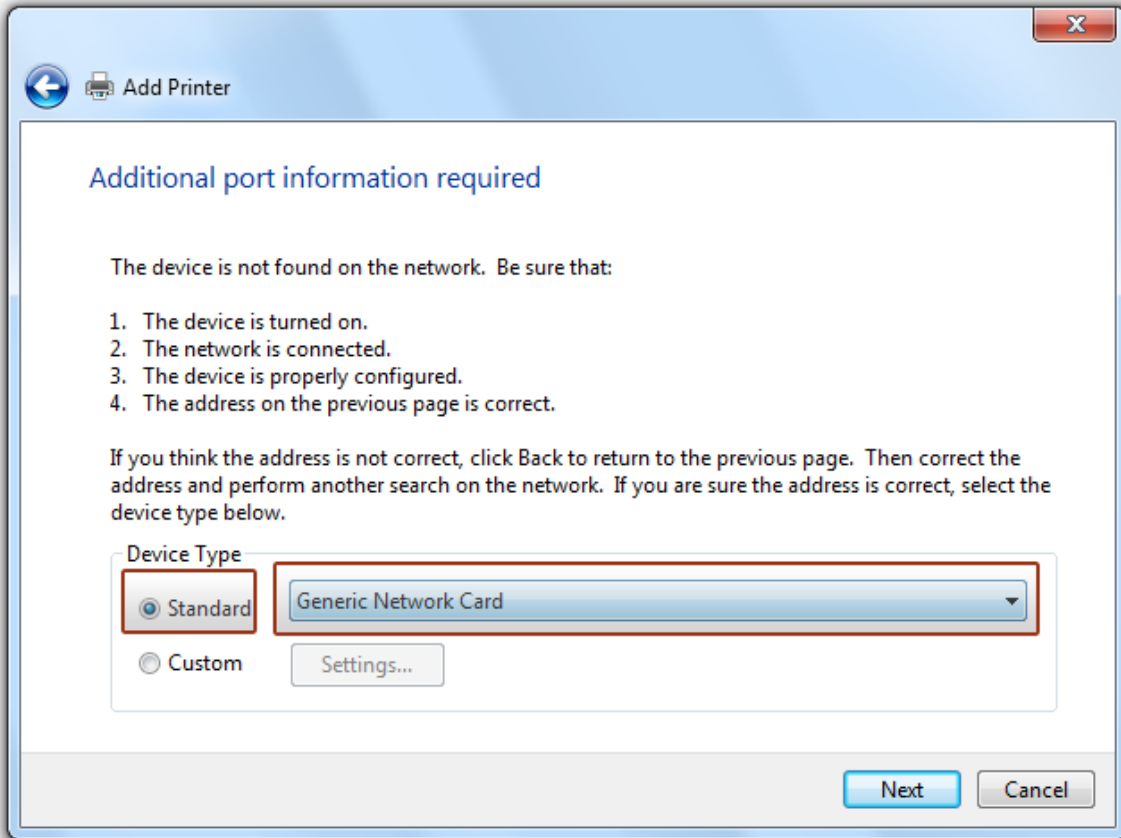 Add Printer
Additional port information required
The device is not found on the network.  Be sure that:
1.   The device is turned on.
2.   The network is connected.
3.   The device is properly configured.
4.   The address on the previous page is correct.
If you think the address is not correct, click Back to return to the previous page.  Then correct the
address and perform another search on the network.  If you are sure the address is correct, select the
device type below.
Device Type
Standard Generic Network Card
Custom Settings...
Next Cancel